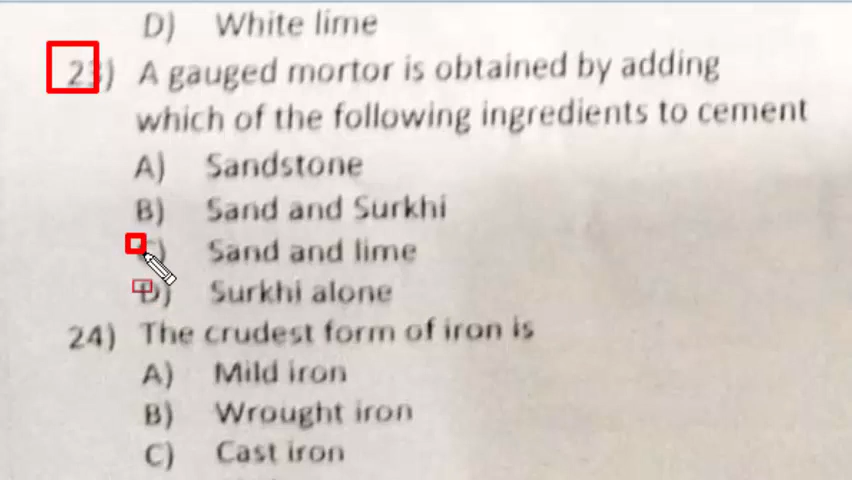 D) White lime
23) A gauged mortor is obtained by adding
which of the following ingredients to cement
A) Sandstone
B) Sand and Surkhi
C) Sand and lime
D) Surkhi alone
24) The crudest form of iron is
A) Mild iron
B) Wrought iron
C) Cast iron